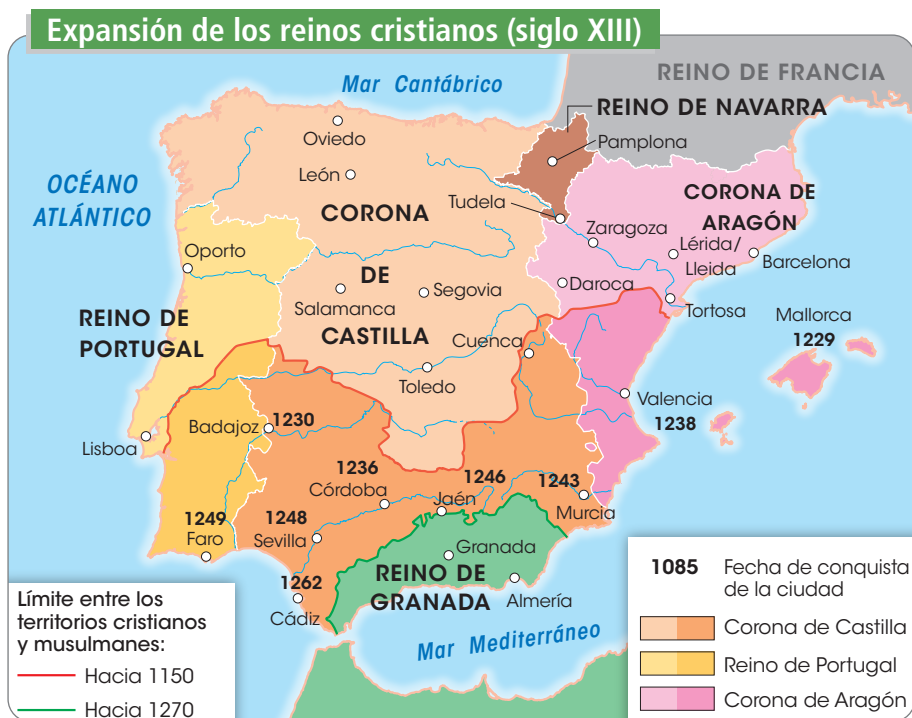 Expansión de los reinos cristianos (siglo XIII)
Mar Cantábrico
REINO DE FRANCIA
REINO DE NAVARRA
Pamplona
Oviedo
León
OCÉANO
ATLÁNTICO
CORONA
DE
CASTILLA
Tudela
CORONA DE
ARAGÓN
Zaragoza
Lérida/
Lleida
Barcelona
Daroca
Tortosa
Oporto
Salamanca
Segovia
REINO DE
PORTUGAL
Cuenca
Toledo
Mallorca
1229
Valencia
1238
Lisboa
Badajoz
1230
1236
Córdoba
1246
Jaén
1243
Murcia
1249
Faro
1248
Sevilla
1262
Cádiz
Granada
REINO DE
GRANADA
Almería
Mar Mediterráneo
Límite entre los
territorios cristianos
y musulmanes:
Hacia 1150
Hacia 1270
1085 Fecha de conquista
de la ciudad
Corona de Castilla
Reino de Portugal
Corona de Aragón